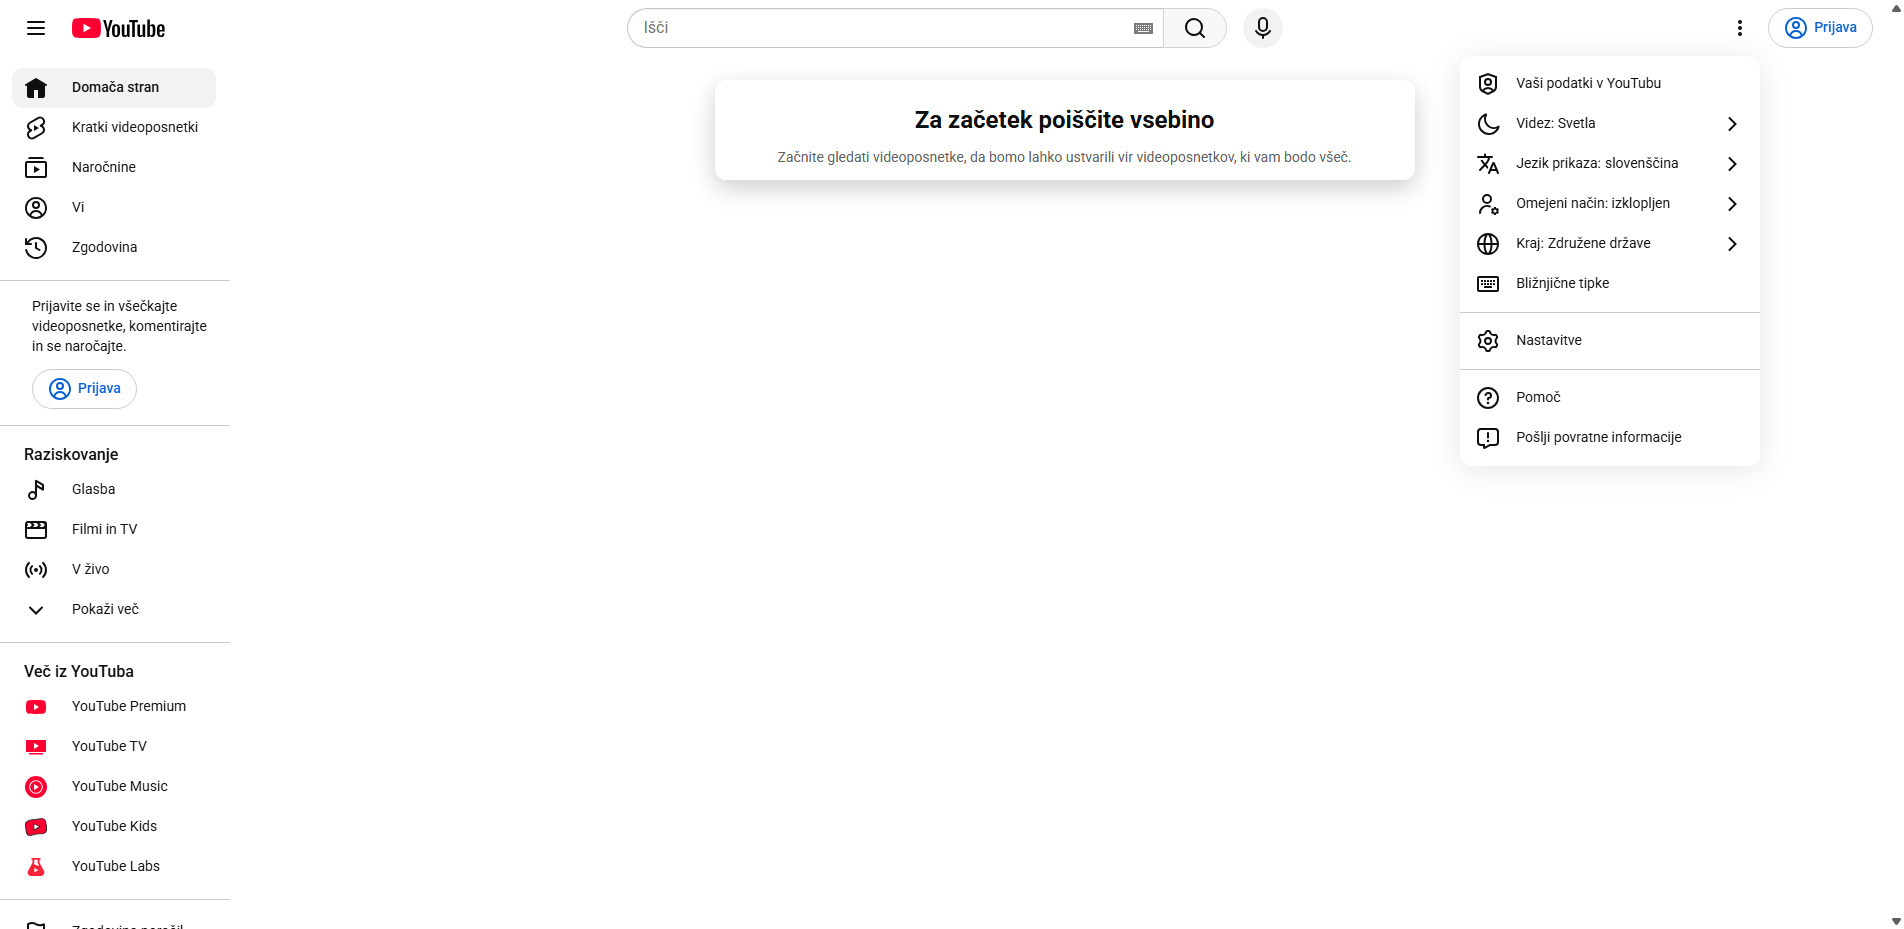 YouTube
Išči
Prijava
Domača stran
Kratki videoposnetki
Naročnine
Vi
Zgodovina
Prijavite se in všečkajte
videoposnetke, komentirajte
in se naročajte.
Prijava
Raziskovanje
Glasba
Filmi in TV
V živo
Pokaži več
Več iz YouTuba
YouTube Premium
YouTube TV
YouTube Music
YouTube Kids
YouTube Labs
Za začetek poiščite vsebino
Začnite gledati videoposnetke, da bomo lahko ustvarili vir videoposnetkov, ki vam bodo všeč.
Vaši podatki v YouTubu
Videz: Svetla
Jezik prikaza: slovenščina
Omejeni način: izklopljen
Kraj: Združene države
Bližnjične tipke
Nastavitve
Pomoč
Pošlji povratne informacije